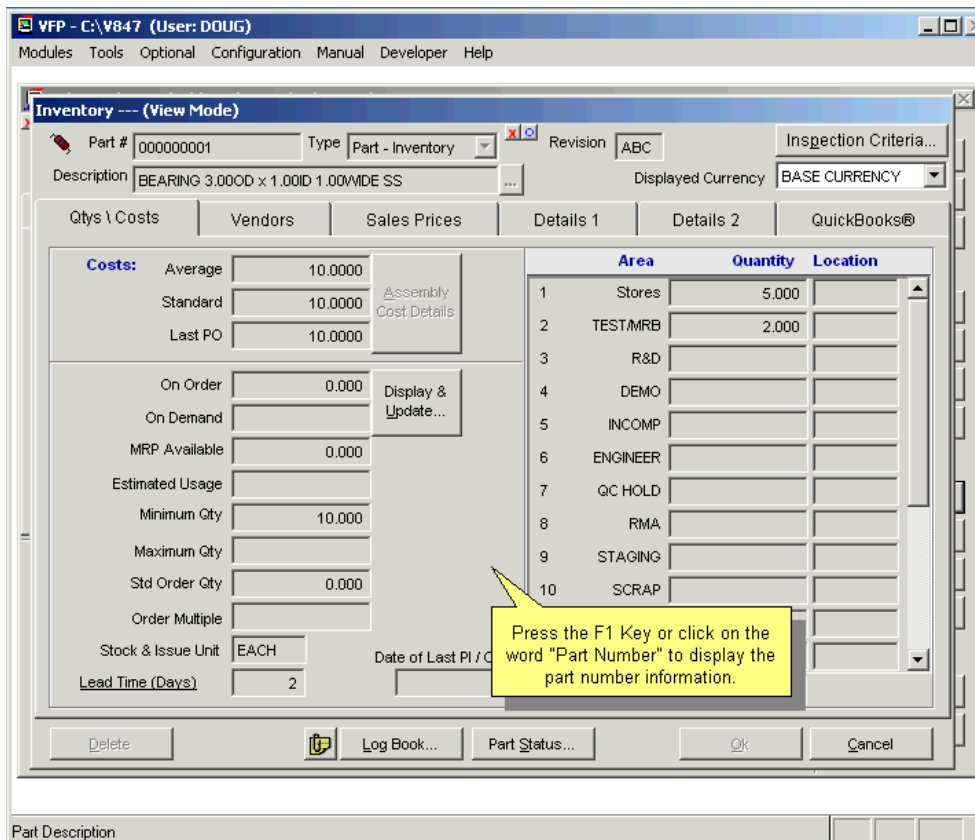 VFP - C:\V847 (User: DOUG)
Modules Tools Optional Configuration Manual Developer Help
Inventory --- (View Mode)
Part # 000000001 Type Part - Inventory Revision ABC Inspection Criteria...
Description BEARING 3.00OD x 1.00ID 1.00WIDE SS ... Displayed Currency BASE CURRENCY
Qtys \ Costs Vendors Sales Prices Details 1 Details 2 QuickBooks®
Costs: Average 10.0000
Standard 10.0000
Last PO 10.0000
Assembly
Cost Details
On Order 0.000
On Demand
MRP Available 0.000
Estimated Usage
Minimum Qty 10.000
Maximum Qty
Std Order Qty 0.000
Order Multiple
Stock & Issue Unit EACH
Lead Time (Days) 2
Display &
Update...
Date of Last PI / C
Area Quantity Location
1 Stores 5.000
2 TEST/MRB 2.000
3 R&D
4 DEMO
5 INCOMP
6 ENGINEER
7 QC HOLD
8 RMA
9 STAGING
10 SCRAP
Press the F1 Key or click on the
word "Part Number" to display the
part number information.
Delete Log Book... Part Status... Ok Cancel
Part Description